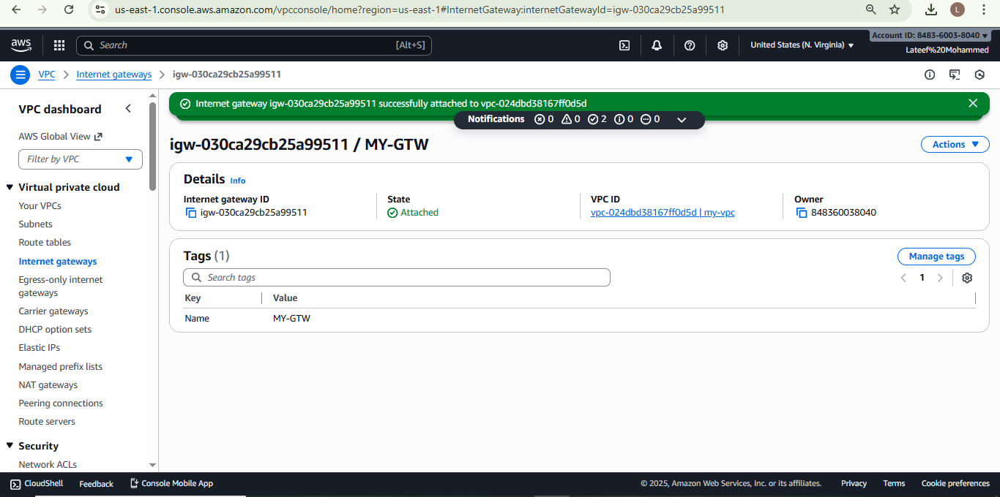 us-east-1.console.aws.amazon.com/vpcconsole/home?region=us-east-1#InternetGateway:internetGatewayId=igw-030ca29cb25a99511
L
aws
Search
[Alt+S]
United States (N. Virginia)
Account ID: 8483-6003-8040
Lateef%20Mohammed
VPC
Internet gateways
igw-030ca29cb25a99511
VPC dashboard
AWS Global View
Filter by VPC
Virtual private cloud
Your VPCs
Subnets
Route tables
Internet gateways
Egress-only internet
gateways
Carrier gateways
DHCP option sets
Elastic IPs
Managed prefix lists
NAT gateways
Peering connections
Route servers
Security
Network ACLs
Internet gateway igw-030ca29cb25a99511 successfully attached to vpc-024dbd38167ff0d5d
Notifications 0 0 2 0 0
igw-030ca29cb25a99511 / MY-GTW
Actions
Details Info
Internet gateway ID
igw-030ca29cb25a99511
State
Attached
VPC ID
vpc-024dbd38167ff0d5d | my-vpc
Owner
848360038040
Tags (1)
Manage tags
Search tags
1
Key Value
Name MY-GTW
CloudShell Feedback Console Mobile App
© 2025, Amazon Web Services, Inc. or its affiliates. Privacy Terms Cookie preferences